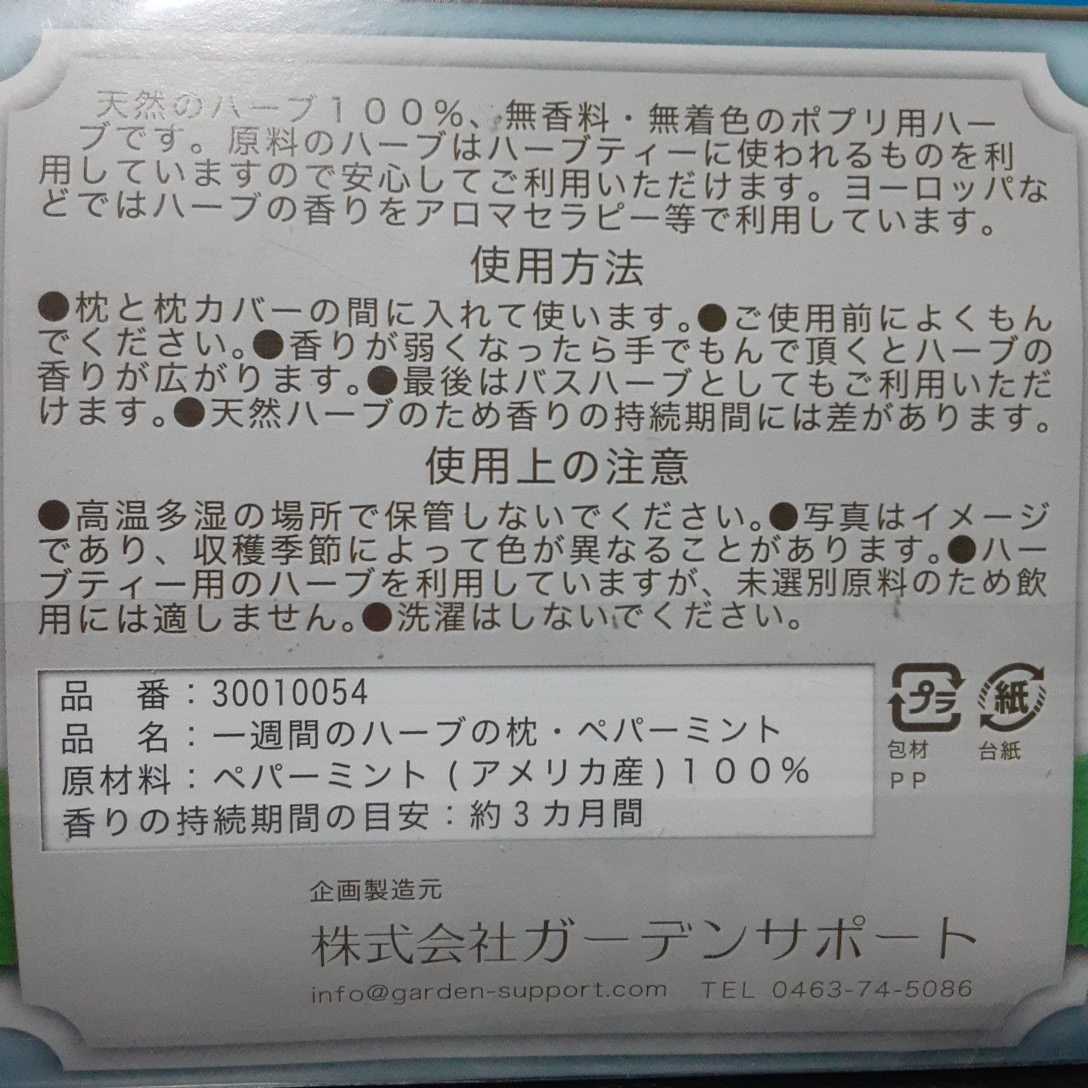 天然のハーブ１００％、無香料・無着色のポプリ用ハー
ブです。原料のハーブはハーブティーに使われるものを利
用していますので安心してご利用いただけます。ヨーロッパな
どではハーブの香りをアロマセラピー等で利用しています。
使用方法
●枕と枕カバーの間に入れて使います。●ご使用前によくもん
でください。●香りが弱くなったら手でもんで頂くとハーブの
香りが広がります。●最後はバスハーブとしてもご利用いただ
けます。●天然ハーブのため香りの持続期間には差があります。
使用上の注意
●高温多湿の場所で保管しないでください。●写真はイメージ
であり、収穫季節によって色が異なることがあります。●ハー
ブティー用のハーブを利用していますが、未選別原料のため飲
用には適しません。●洗濯はしないでください。
品　番：30010054
品　名：一週間のハーブの枕・ペパーミント
原材料：ペパーミント（アメリカ産）１００％
香りの持続期間の目安：約３カ月間
プラ 紙
包材 台紙
ＰＰ
企画製造元
株式会社ガーデンサポート
info@garden-support.com TEL 0463-74-5086